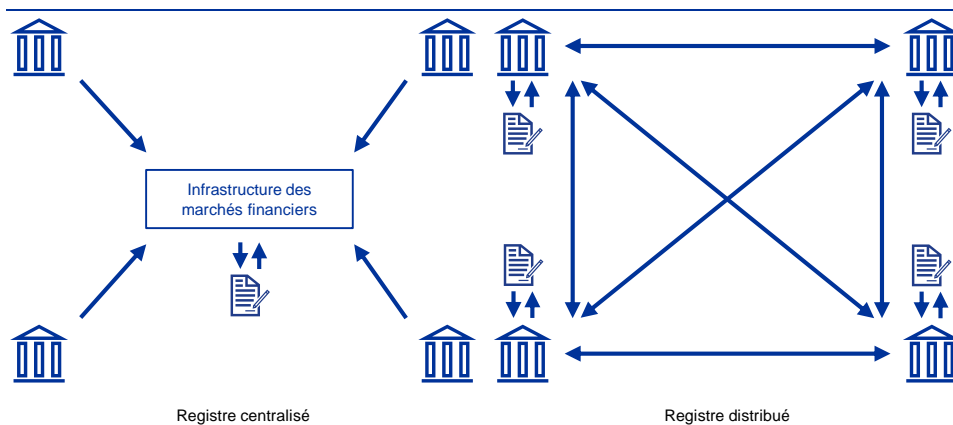 Infrastructure des
marchés financiers
Registre centralisé
Registre distribué